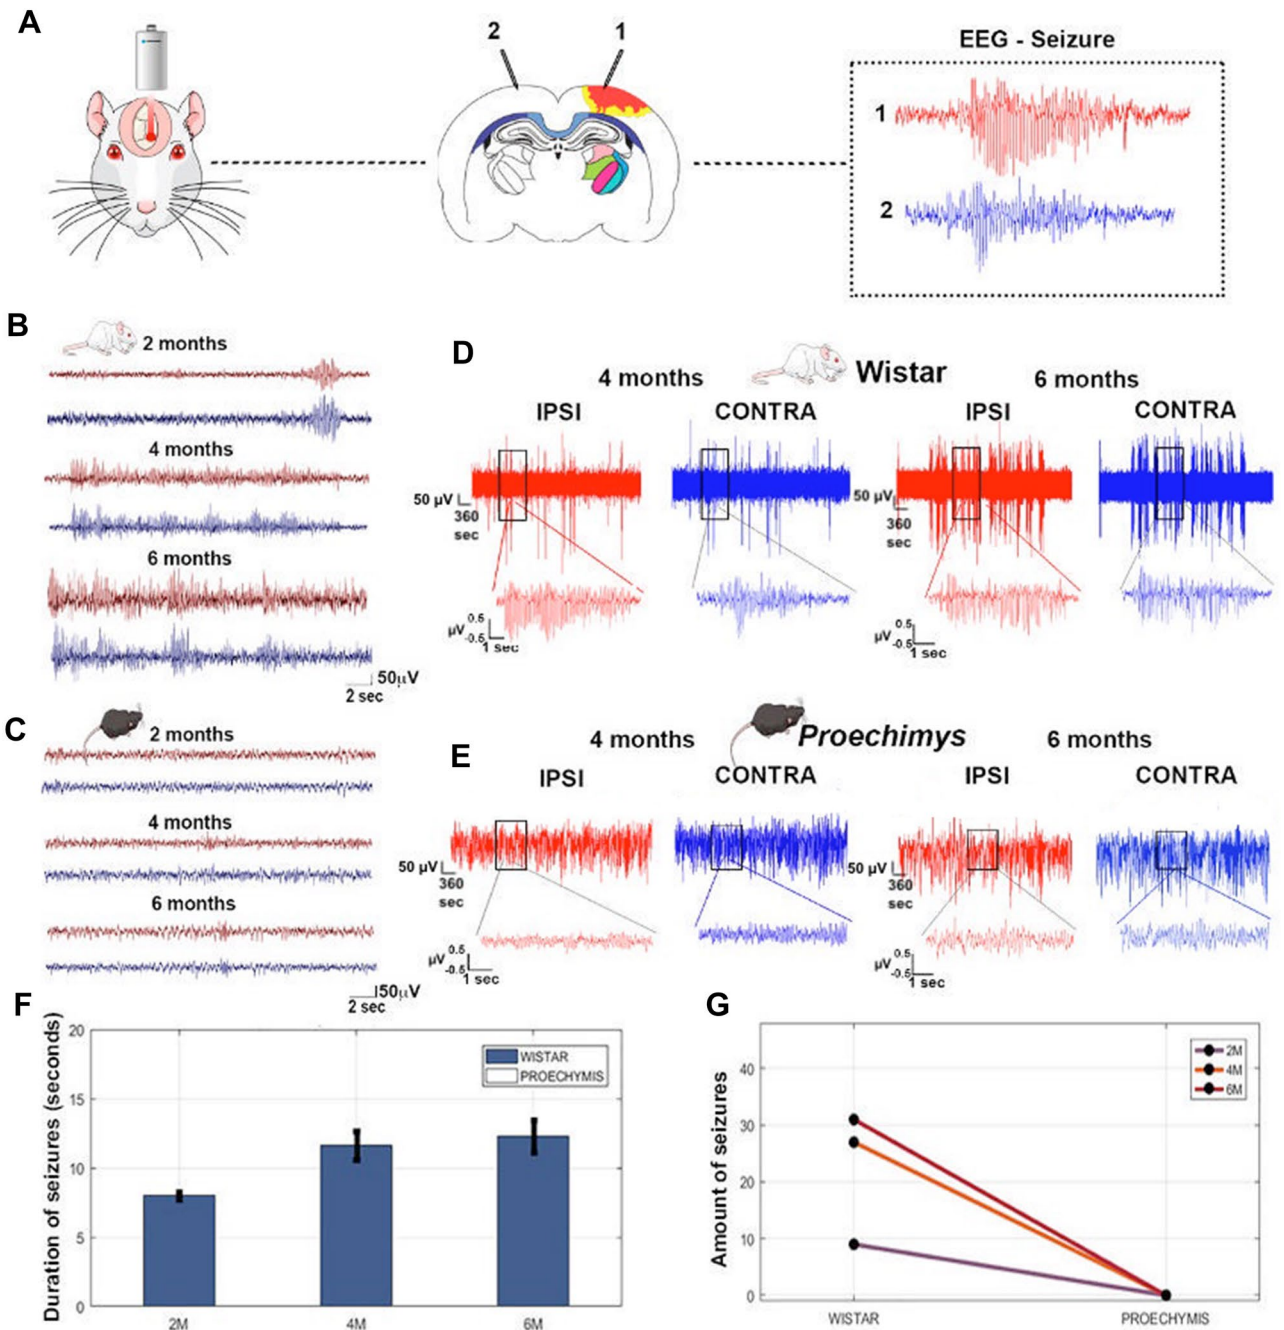 A
2 1
EEG - Seizure
1
2
B
2 months
4 months
6 months
50µV
2 sec
C
2 months
4 months
6 months
50µV
2 sec
D
Wistar
4 months
6 months
IPSI
CONTRA
IPSI
CONTRA
50 µV
360
sec
50 µV
360
sec
0.5
µV
-0.5
1 sec
0.5
µV
-0.5
1 sec
E
Proechimys
4 months
6 months
IPSI
CONTRA
IPSI
CONTRA
50 µV
360
sec
50 µV
360
sec
0.5
µV
-0.5
1 sec
0.5
µV
-0.5
1 sec
F
Duration of seizures (seconds)
20
15
10
5
0
2M
4M
6M
WISTAR
PROECHYMIS
G
Amount of seizures
40
30
20
10
0
WISTAR
PROECHYMIS
2M
4M
6M